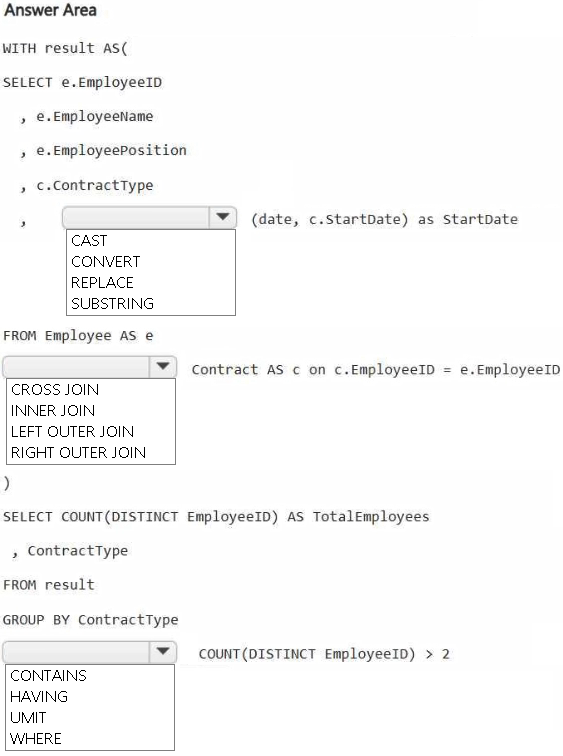 Answer Area
WITH result AS(
SELECT e.EmployeeID
, e.EmployeeName
, e.EmployeePosition
, c.ContractType
, (date, c.StartDate) as StartDate
CAST
CONVERT
REPLACE
SUBSTRING
FROM Employee AS e
Contract AS c on c.EmployeeID = e.EmployeeID
CROSS JOIN
INNER JOIN
LEFT OUTER JOIN
RIGHT OUTER JOIN
)
SELECT COUNT(DISTINCT EmployeeID) AS TotalEmployees
, ContractType
FROM result
GROUP BY ContractType
COUNT(DISTINCT EmployeeID) > 2
CONTAINS
HAVING
UMIT
WHERE